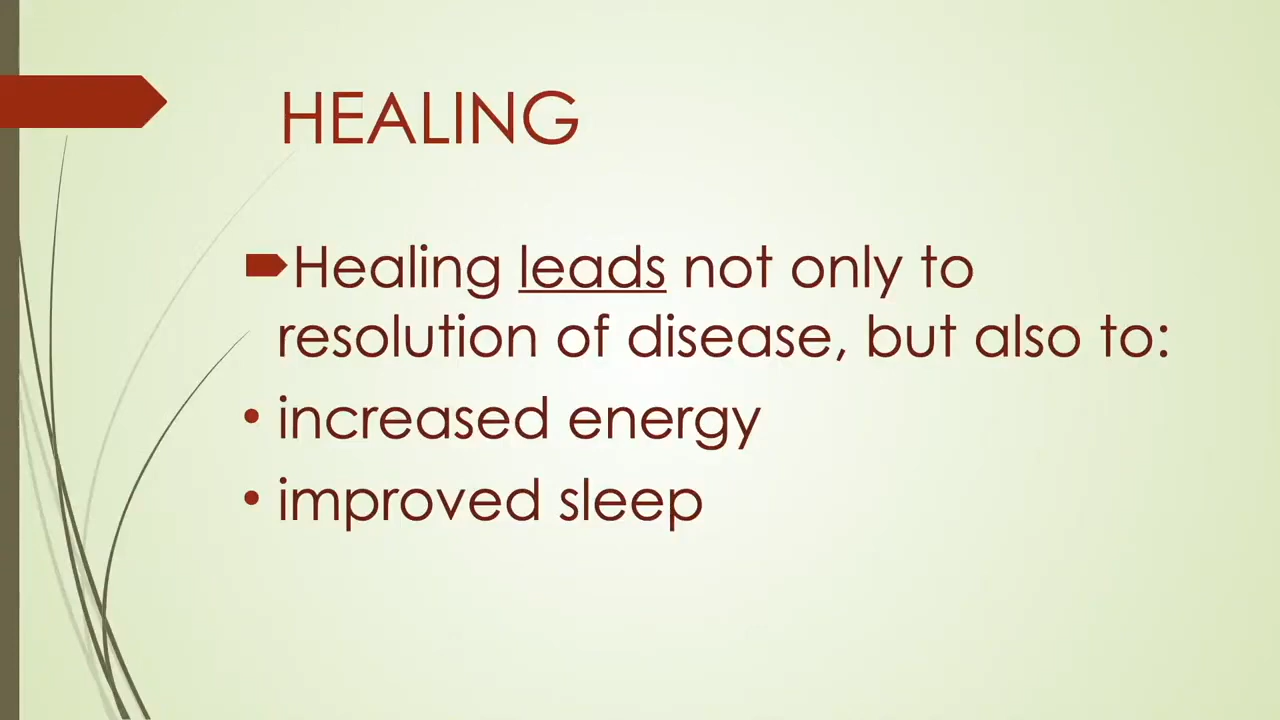 HEALING
Healing leads not only to
resolution of disease, but also to:
• increased energy
• improved sleep